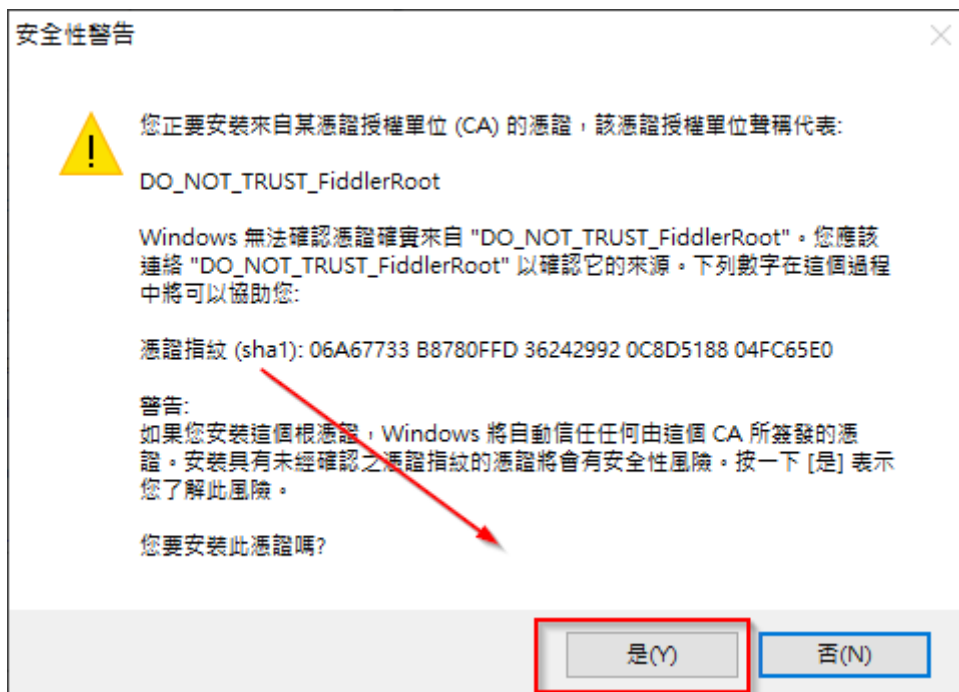 安全性警告
您正要安裝來自某憑證授權單位 (CA) 的憑證，該憑證授權單位聲稱代表:
DO_NOT_TRUST_FiddlerRoot
Windows 無法確認憑證確實來自 "DO_NOT_TRUST_FiddlerRoot"。您應該
連絡 "DO_NOT_TRUST_FiddlerRoot" 以確認它的來源。下列數字在這個過程
中將可以協助您:
憑證指紋 (sha1): 06A67733 B8780FFD 36242992 0C8D5188 04FC65E0
警告:
如果您安裝這個根憑證，Windows 將自動信任任何由這個 CA 所簽發的憑
證。安裝具有未經確認之憑證指紋的憑證將會有安全性風險。按一下 [是] 表示
您了解此風險。
您要安裝此憑證嗎?
是(Y)
否(N)